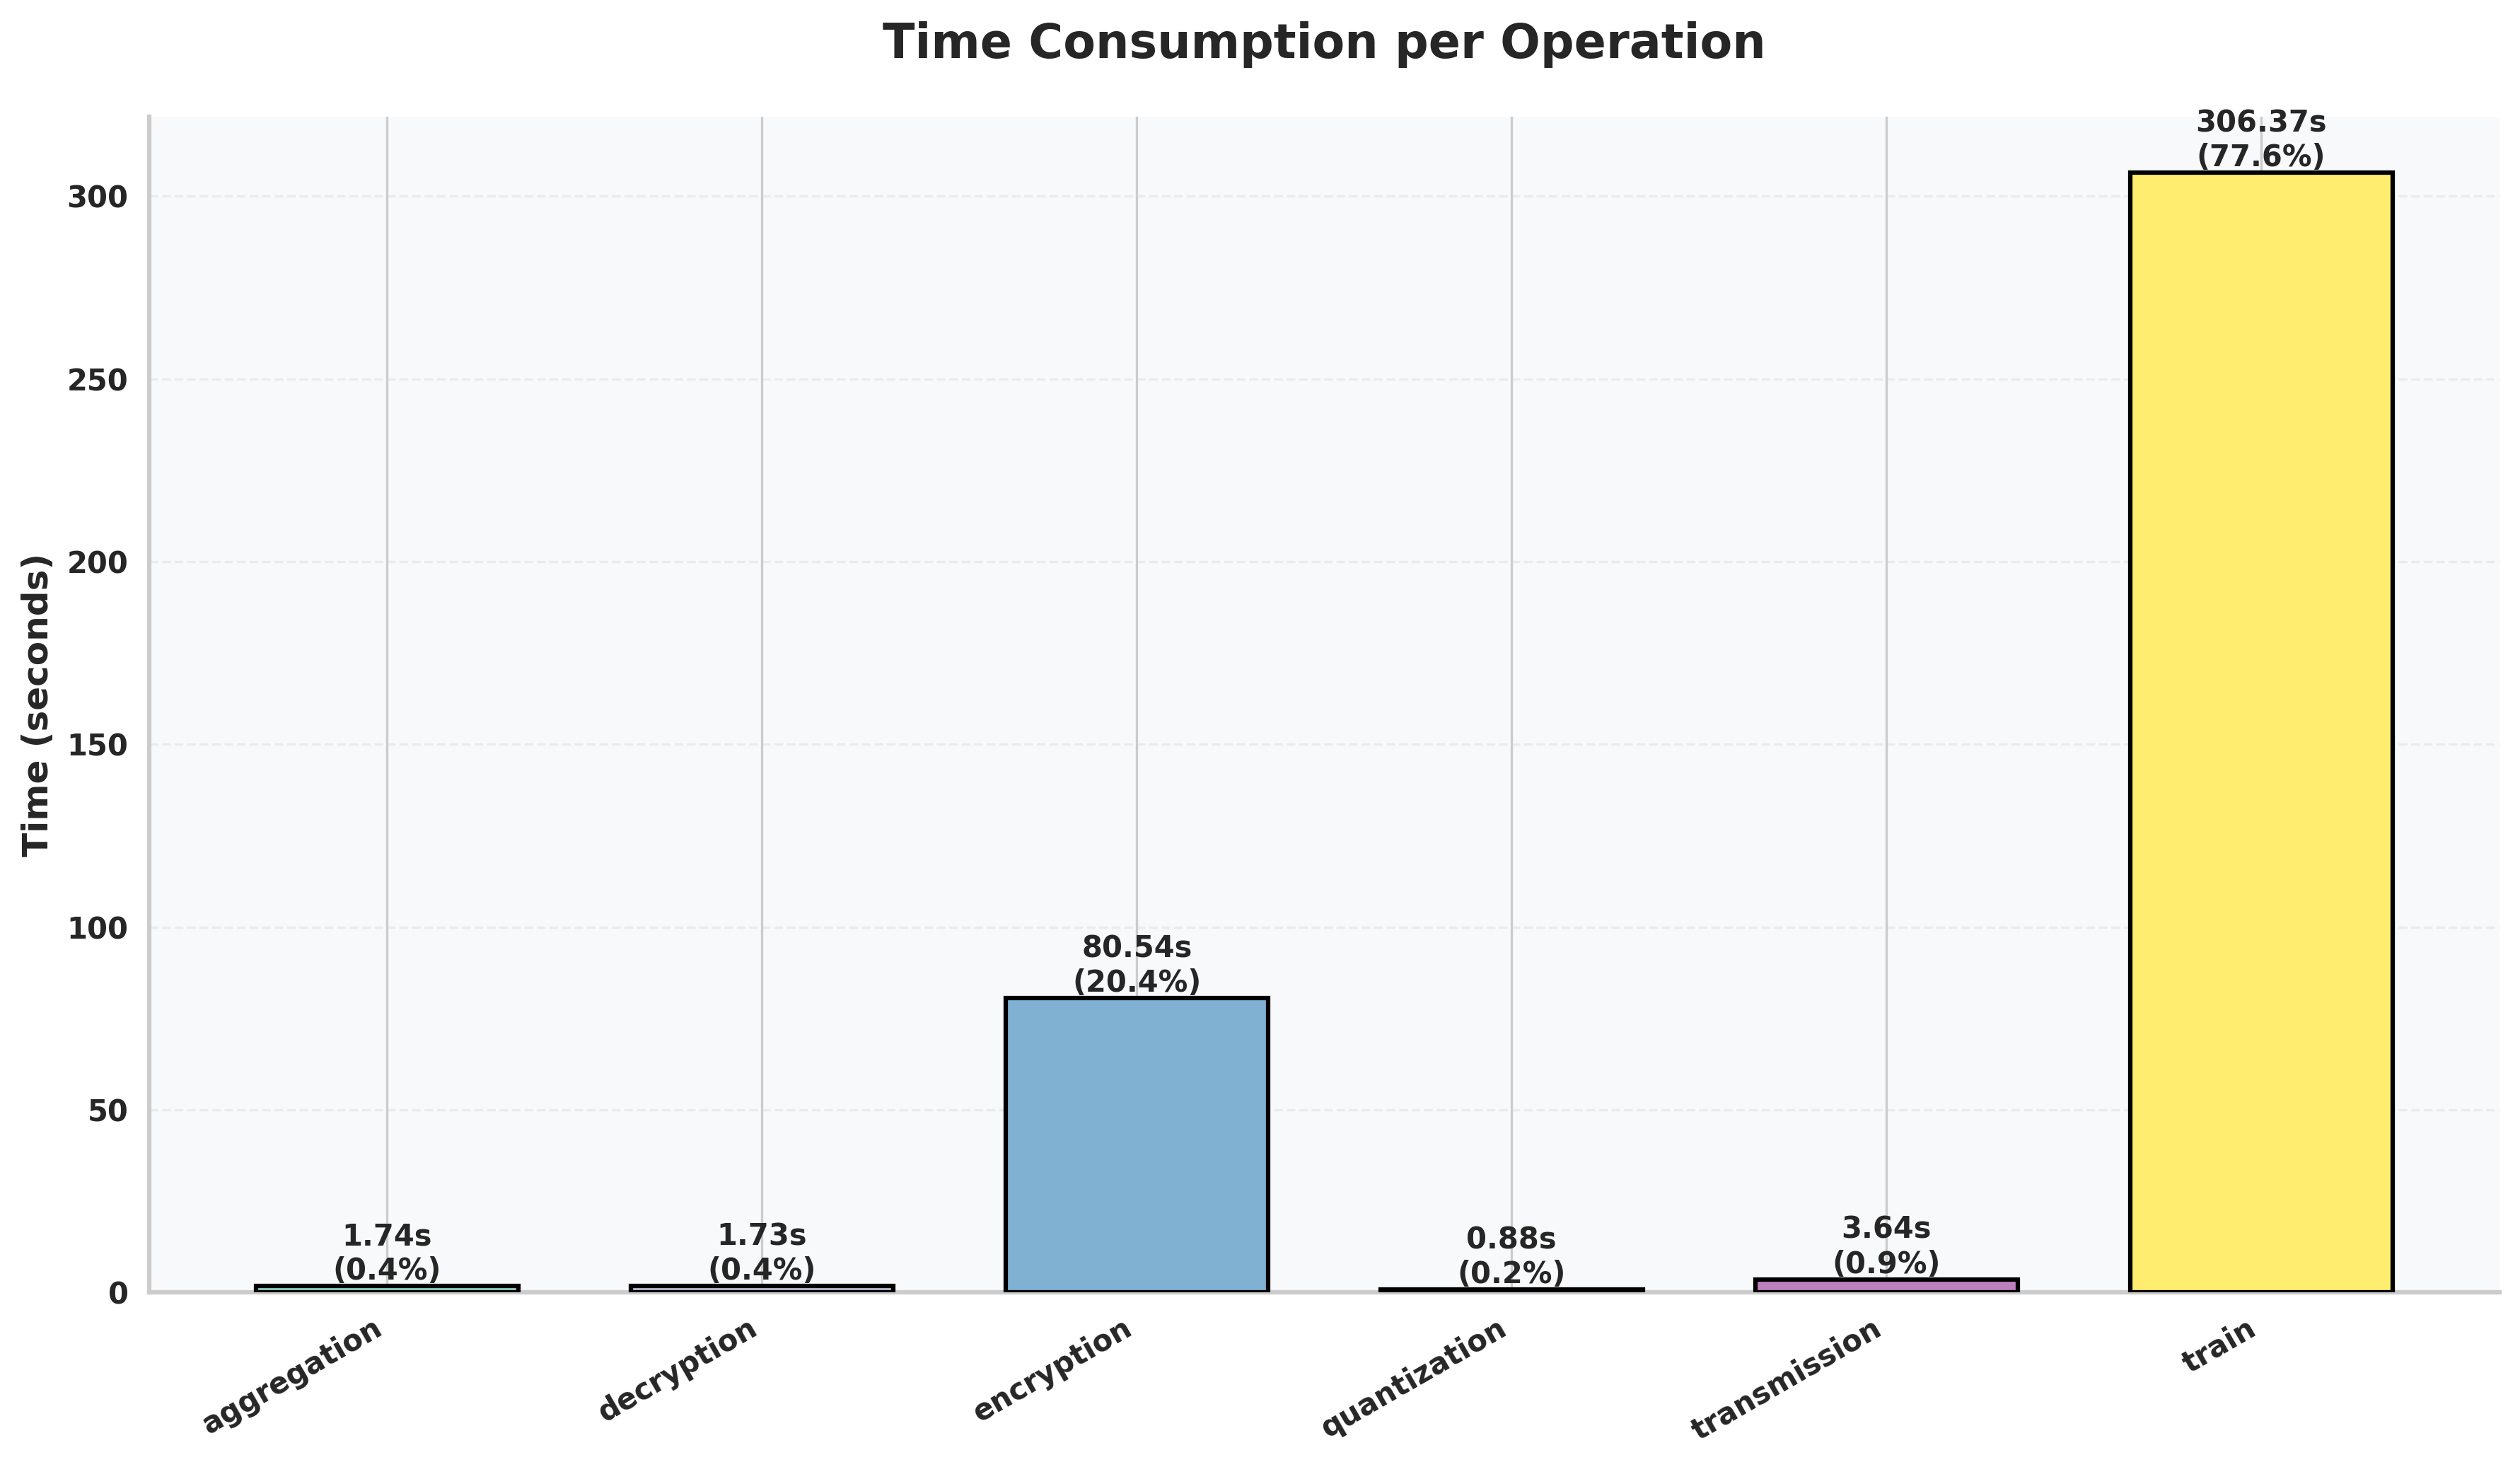 Time Consumption per Operation
Time (seconds)
300
250
200
150
100
50
0
1.74s
(0.4%)
1.73s
(0.4%)
80.54s
(20.4%)
0.88s
(0.2%)
3.64s
(0.9%)
306.37s
(77.6%)
aggregation
decryption
encryption
quantization
transmission
train